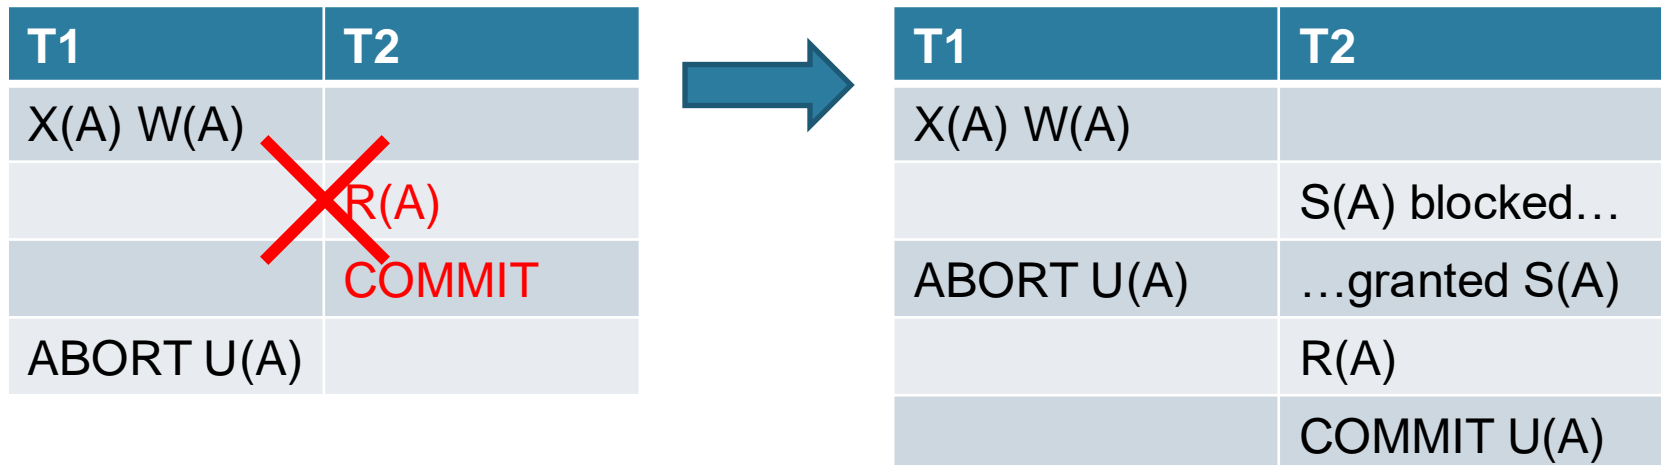 T1 T2
X(A) W(A)
R(A)
COMMIT
ABORT U(A)
T1 T2
X(A) W(A)
S(A) blocked…
ABORT U(A) …granted S(A)
R(A)
COMMIT U(A)